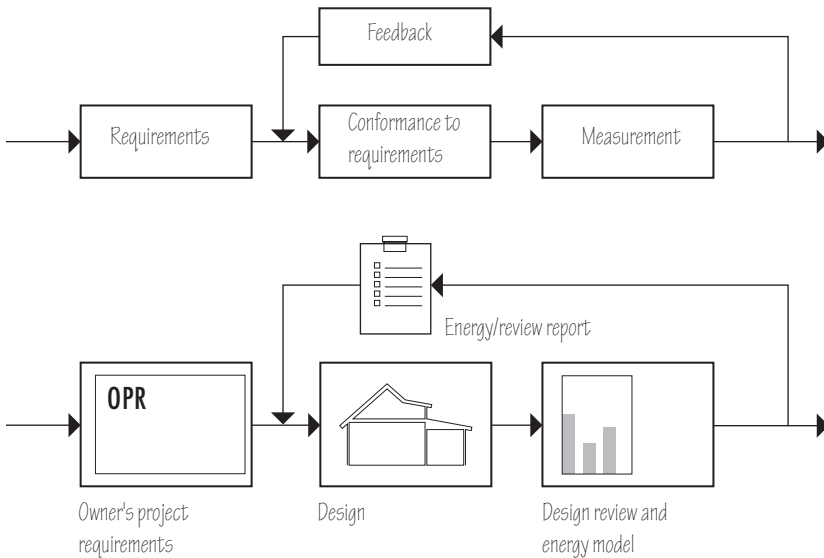 Feedback
Requirements
Conformance to
requirements
Measurement
Energy/review report
OPR
Owner's project
requirements
Design
Design review and
energy model